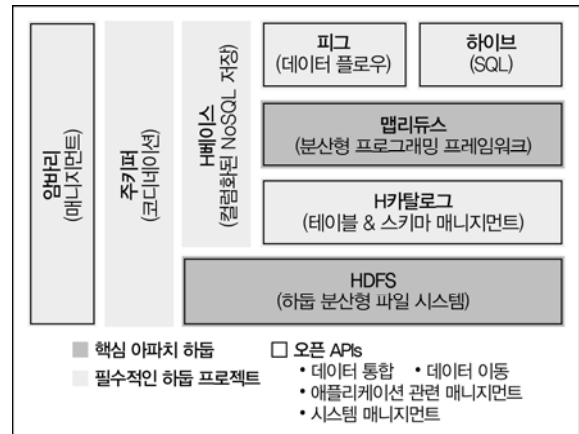 암바리
(매니지먼트)
주키퍼
(코디네이션)
H베이스
(컬럼화된 NoSQL 저장)
피그
(데이터 플로우)
하이브
(SQL)
맵리듀스
(분산형 프로그래밍 프레임워크)
H카탈로그
(테이블 & 스키마 매니지먼트)
HDFS
(하둡 분산형 파일 시스템)
핵심 아파치 하둡
필수적인 하둡 프로젝트
오픈 APIs
• 데이터 통합 • 데이터 이동
• 애플리케이션 관련 매니지먼트
• 시스템 매니지먼트